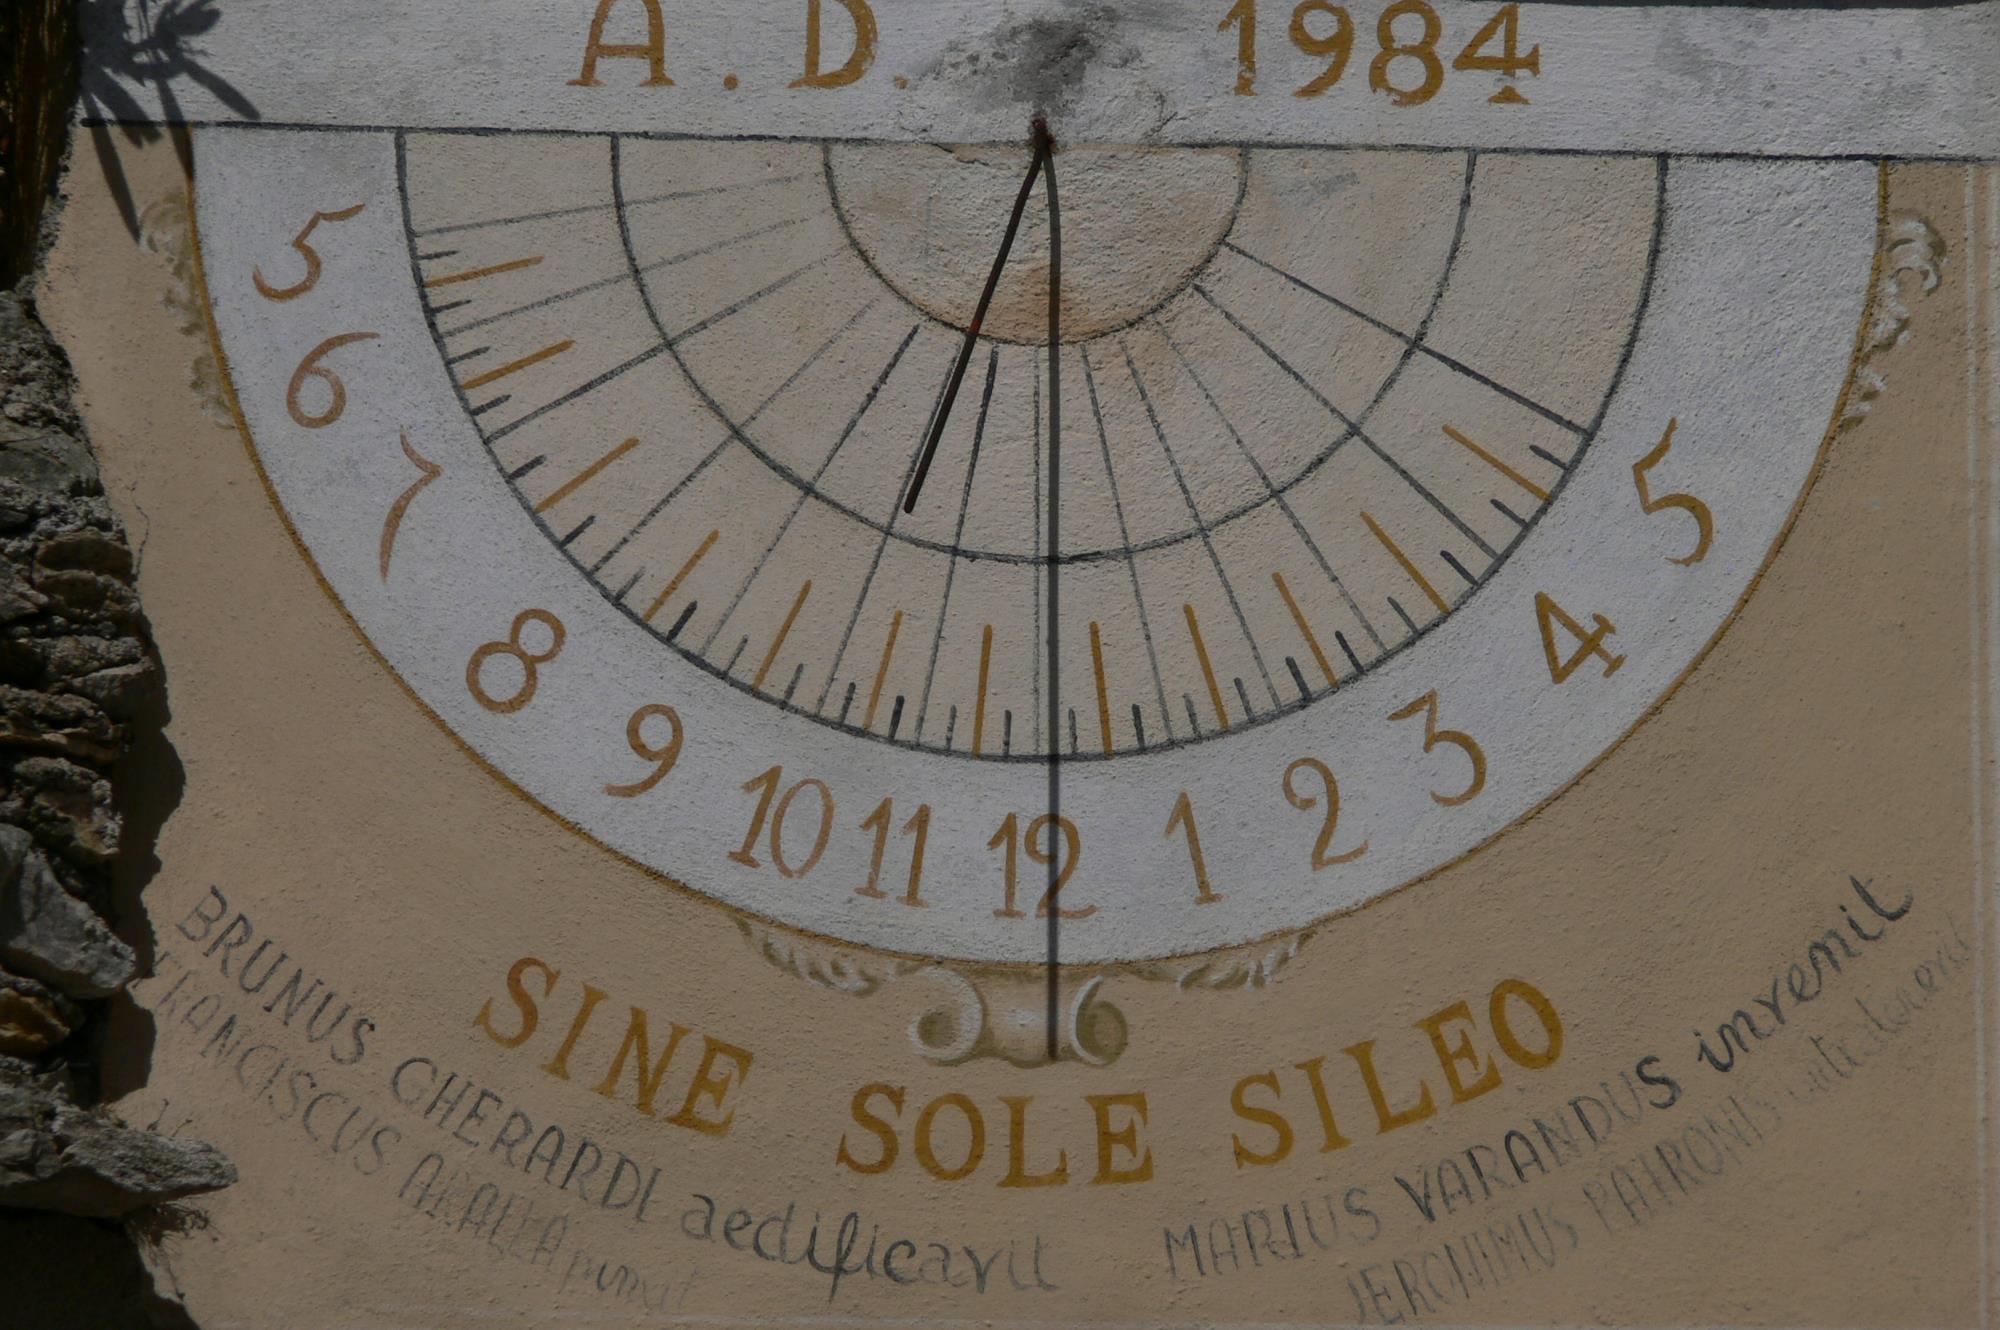 A. D. 1984
5 6 7 8 9 10 11 12 1 2 3 4 5
SINE SOLE SILEO
BRUNUS GHERARDI aedificavit
FRANCISCUS pinxit
MARIUS VARANDUS invenit
JERONIMUS PATRONIS